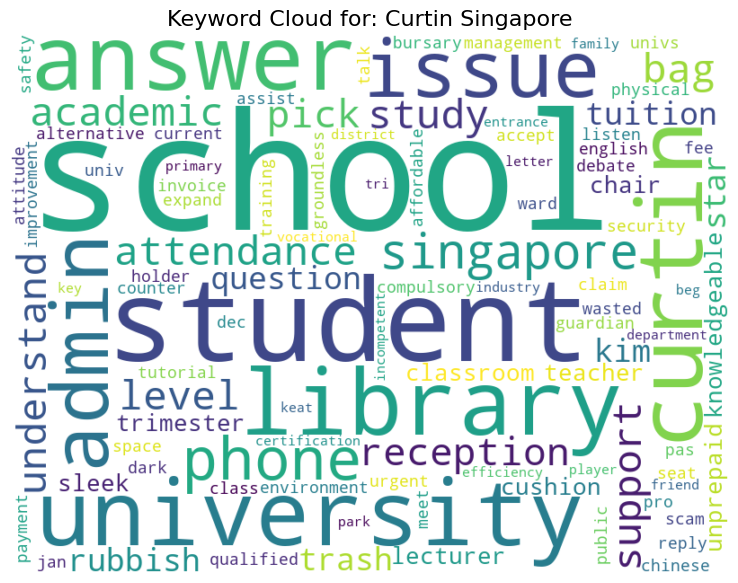 Keyword Cloud for: Curtin Singapore
safety
answer
talk
bursary
management
family
univs
issue
bag
physical
academic
assist
pick
study
entrance
tuition
alternative
current
district
accept
listen
english
fee
attitude
improvement
univ
primary
invoice
expand
school
training
groundless
tri
affordable
letter
debate
ward
chair
curtin
star
security
vocational
attendance
singapore
key
holder
counter
question
compulsory
industry
claim
beg
understand
admin
dec
student
incompetent
wasted
guardian
department
knowledgeable
kim
tutorial
classroom
teacher
level
keat
library
trimester
certification
space
dark
phone
reception
support
pas
unprepaid
sleek
class
environment
urgent
efficiency
player
seat
friend
meet
cushion
pro
payment
university
park
public
scam
reply
jan
rubbish
qualified
trash
lecturer
chinese